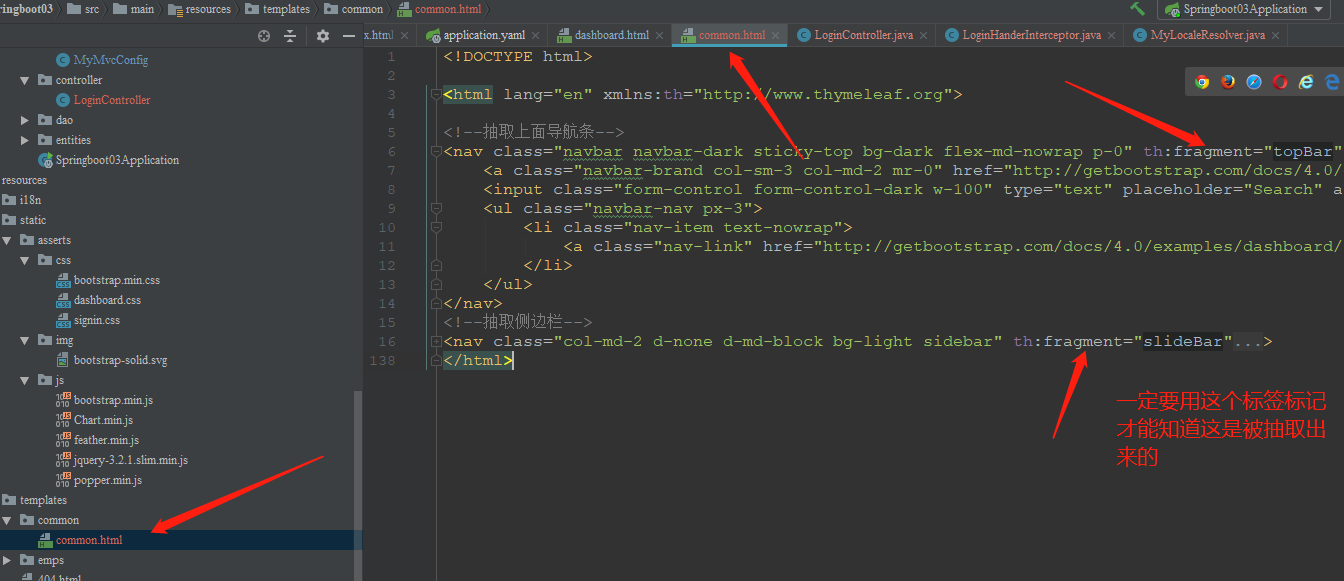 ringboot03 src main resources templates common common.html Springboot03Application
x.html application.yaml dashboard.html common.html LoginController.java LoginHanderInterceptor.java MyLocaleResolver.java
MyMvcConfig
controller
LoginController
dao
entities
Springboot03Application
resources
i18n
static
asserts
css
bootstrap.min.css
dashboard.css
signin.css
img
bootstrap-solid.svg
js
bootstrap.min.js
Chart.min.js
feather.min.js
jquery-3.2.1.slim.min.js
popper.min.js
templates
common
common.html
emps
404.html
1 <!DOCTYPE html>
2
3 <html lang="en" xmlns:th="http://www.thymeleaf.org">
4
5 <!--抽取上面导航条-->
6 <nav class="navbar navbar-dark sticky-top bg-dark flex-md-nowrap p-0" th:fragment="topBar"
7 <a class="navbar-brand col-sm-3 col-md-2 mr-0" href="http://getbootstrap.com/docs/4.0/
8 <input class="form-control form-control-dark w-100" type="text" placeholder="Search" a
9 <ul class="navbar-nav px-3">
10 <li class="nav-item text-nowrap">
11 <a class="nav-link" href="http://getbootstrap.com/docs/4.0/examples/dashboard/
12 </li>
13 </ul>
14 </nav>
15 <!--抽取侧边栏-->
16 <nav class="col-md-2 d-none d-md-block bg-light sidebar" th:fragment="slideBar"...>
138 </html>
一定要用这个标签标记
才能知道这是被抽取出
来的